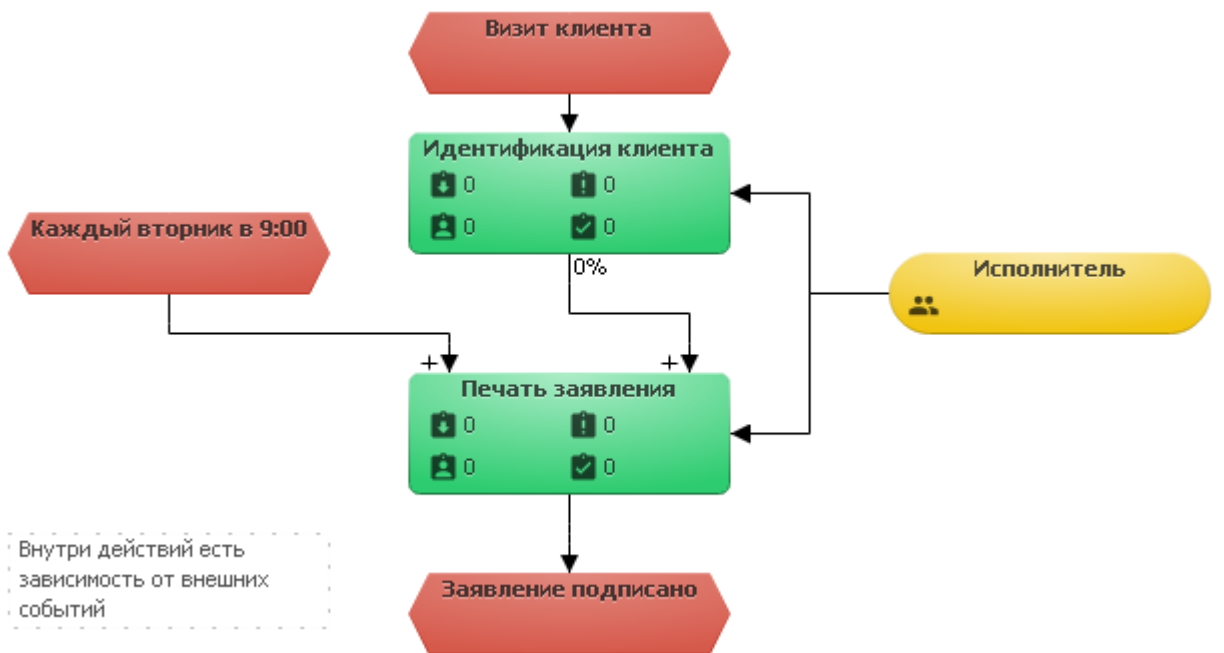 Визит клиента
Идентификация клиента
0 0
0 0
Каждый вторник в 9:00
0%
Исполнитель
+ +
Печать заявления
0 0
0 0
Внутри действий есть
зависимость от внешних
событий
Заявление подписано